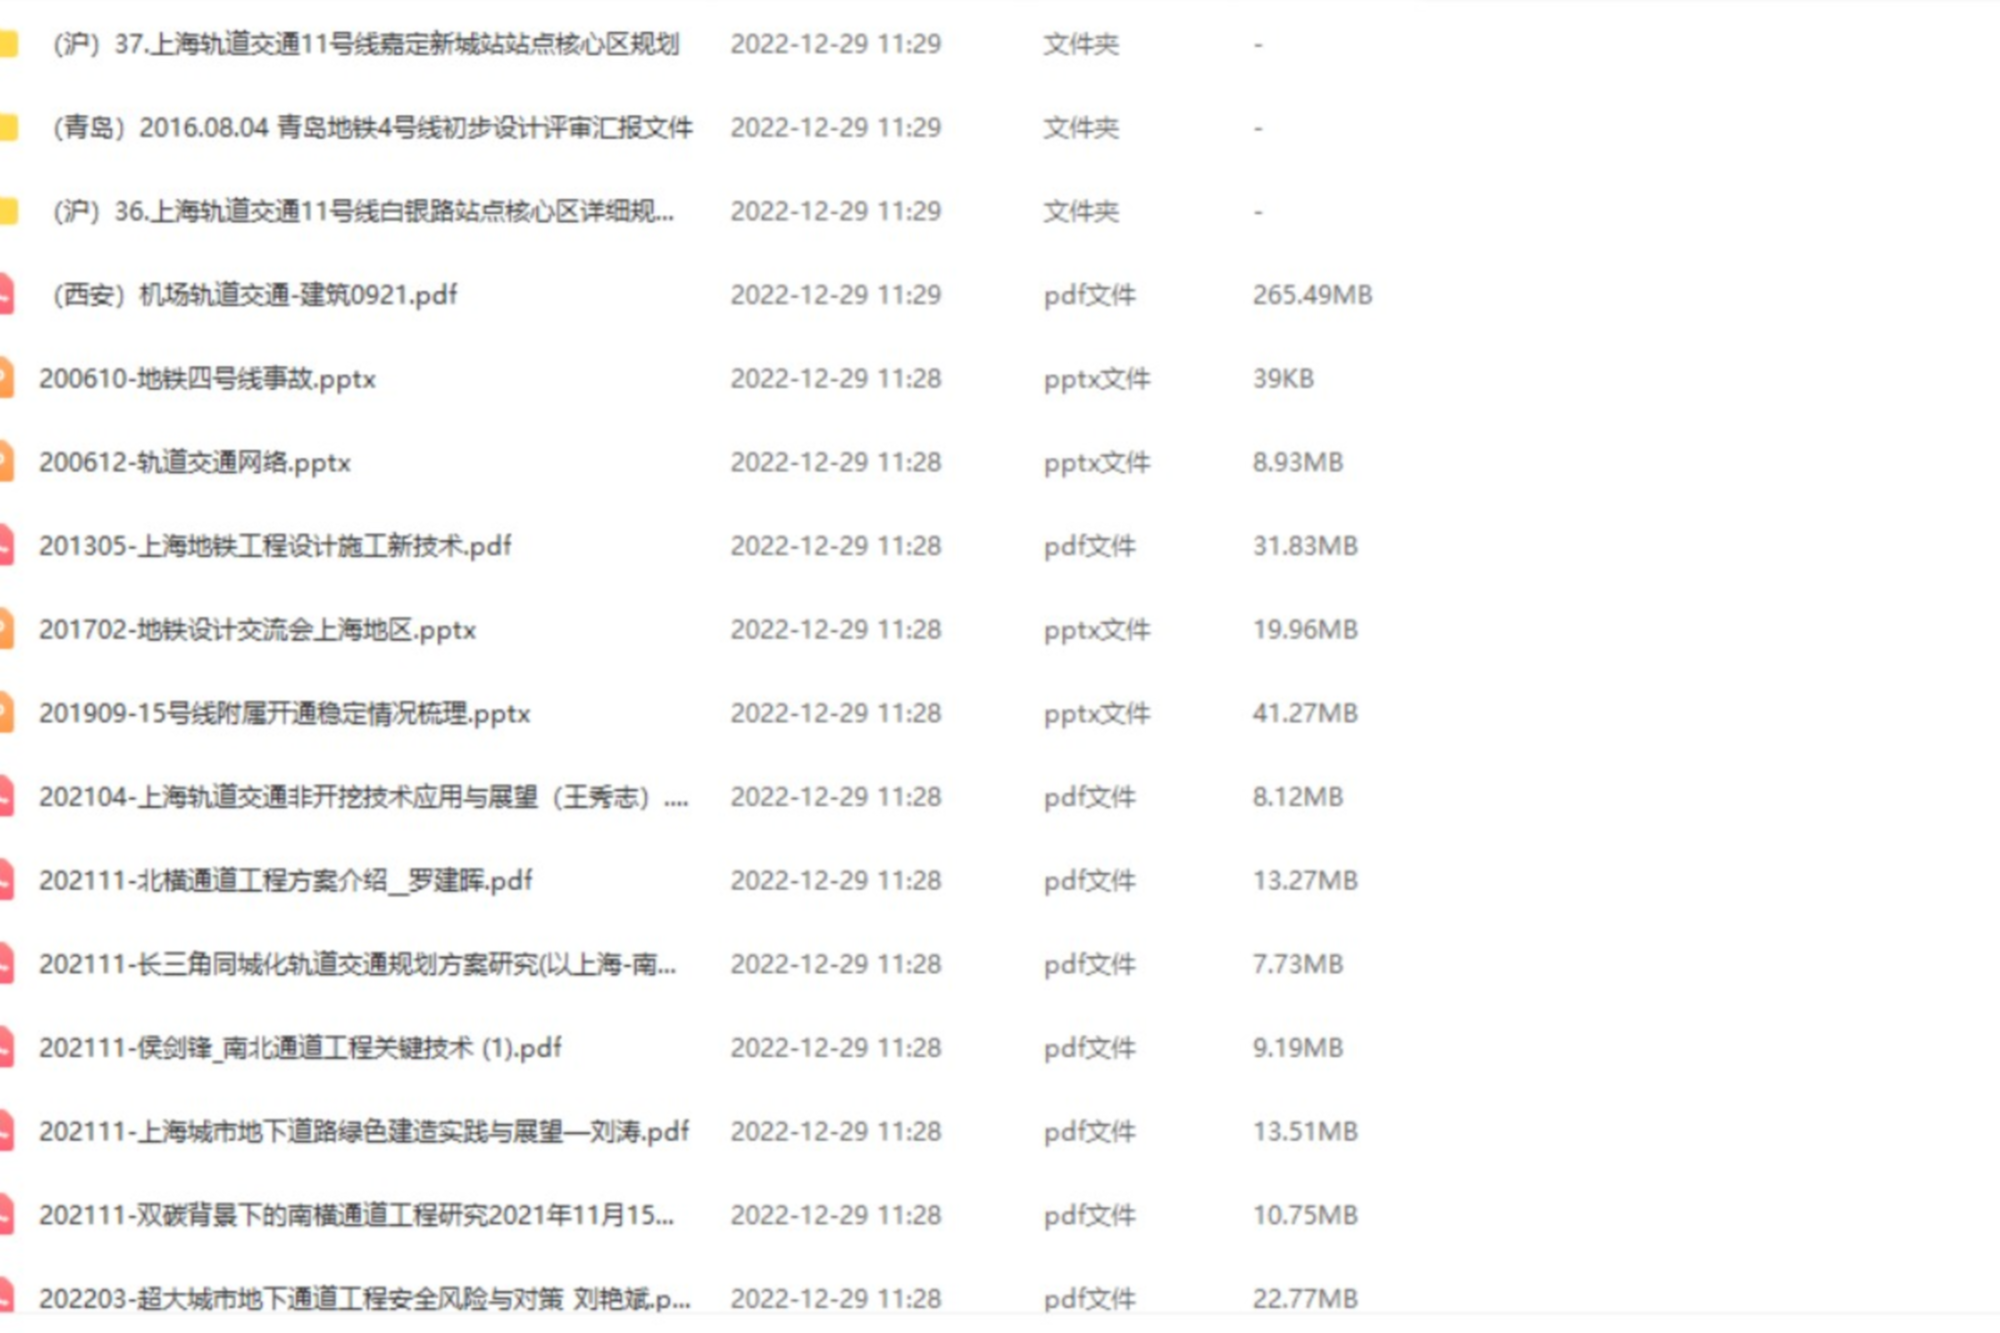 （沪）37.上海轨道交通11号线嘉定新城站站点核心区规划 2022-12-29 11:29 文件夹 -
（青岛）2016.08.04 青岛地铁4号线初步设计评审汇报文件 2022-12-29 11:29 文件夹 -
（沪）36.上海轨道交通11号线白银路站点核心区详细规... 2022-12-29 11:29 文件夹 -
（西安）机场轨道交通-建筑0921.pdf 2022-12-29 11:29 pdf文件 265.49MB
200610-地铁四号线事故.pptx 2022-12-29 11:28 pptx文件 39KB
200612-轨道交通网络.pptx 2022-12-29 11:28 pptx文件 8.93MB
201305-上海地铁工程设计施工新技术.pdf 2022-12-29 11:28 pdf文件 31.83MB
201702-地铁设计交流会上海地区.pptx 2022-12-29 11:28 pptx文件 19.96MB
201909-15号线附属开通稳定情况梳理.pptx 2022-12-29 11:28 pptx文件 41.27MB
202104-上海轨道交通非开挖技术应用与展望（王秀志）.... 2022-12-29 11:28 pdf文件 8.12MB
202111-北横通道工程方案介绍__罗建晖.pdf 2022-12-29 11:28 pdf文件 13.27MB
202111-长三角同城化轨道交通规划方案研究(以上海-南... 2022-12-29 11:28 pdf文件 7.73MB
202111-侯剑锋_南北通道工程关键技术 (1).pdf 2022-12-29 11:28 pdf文件 9.19MB
202111-上海城市地下道路绿色建造实践与展望—刘涛.pdf 2022-12-29 11:28 pdf文件 13.51MB
202111-双碳背景下的南横通道工程研究2021年11月15... 2022-12-29 11:28 pdf文件 10.75MB
202203-超大城市地下通道工程安全风险与对策 刘艳斌.p... 2022-12-29 11:28 pdf文件 22.77MB